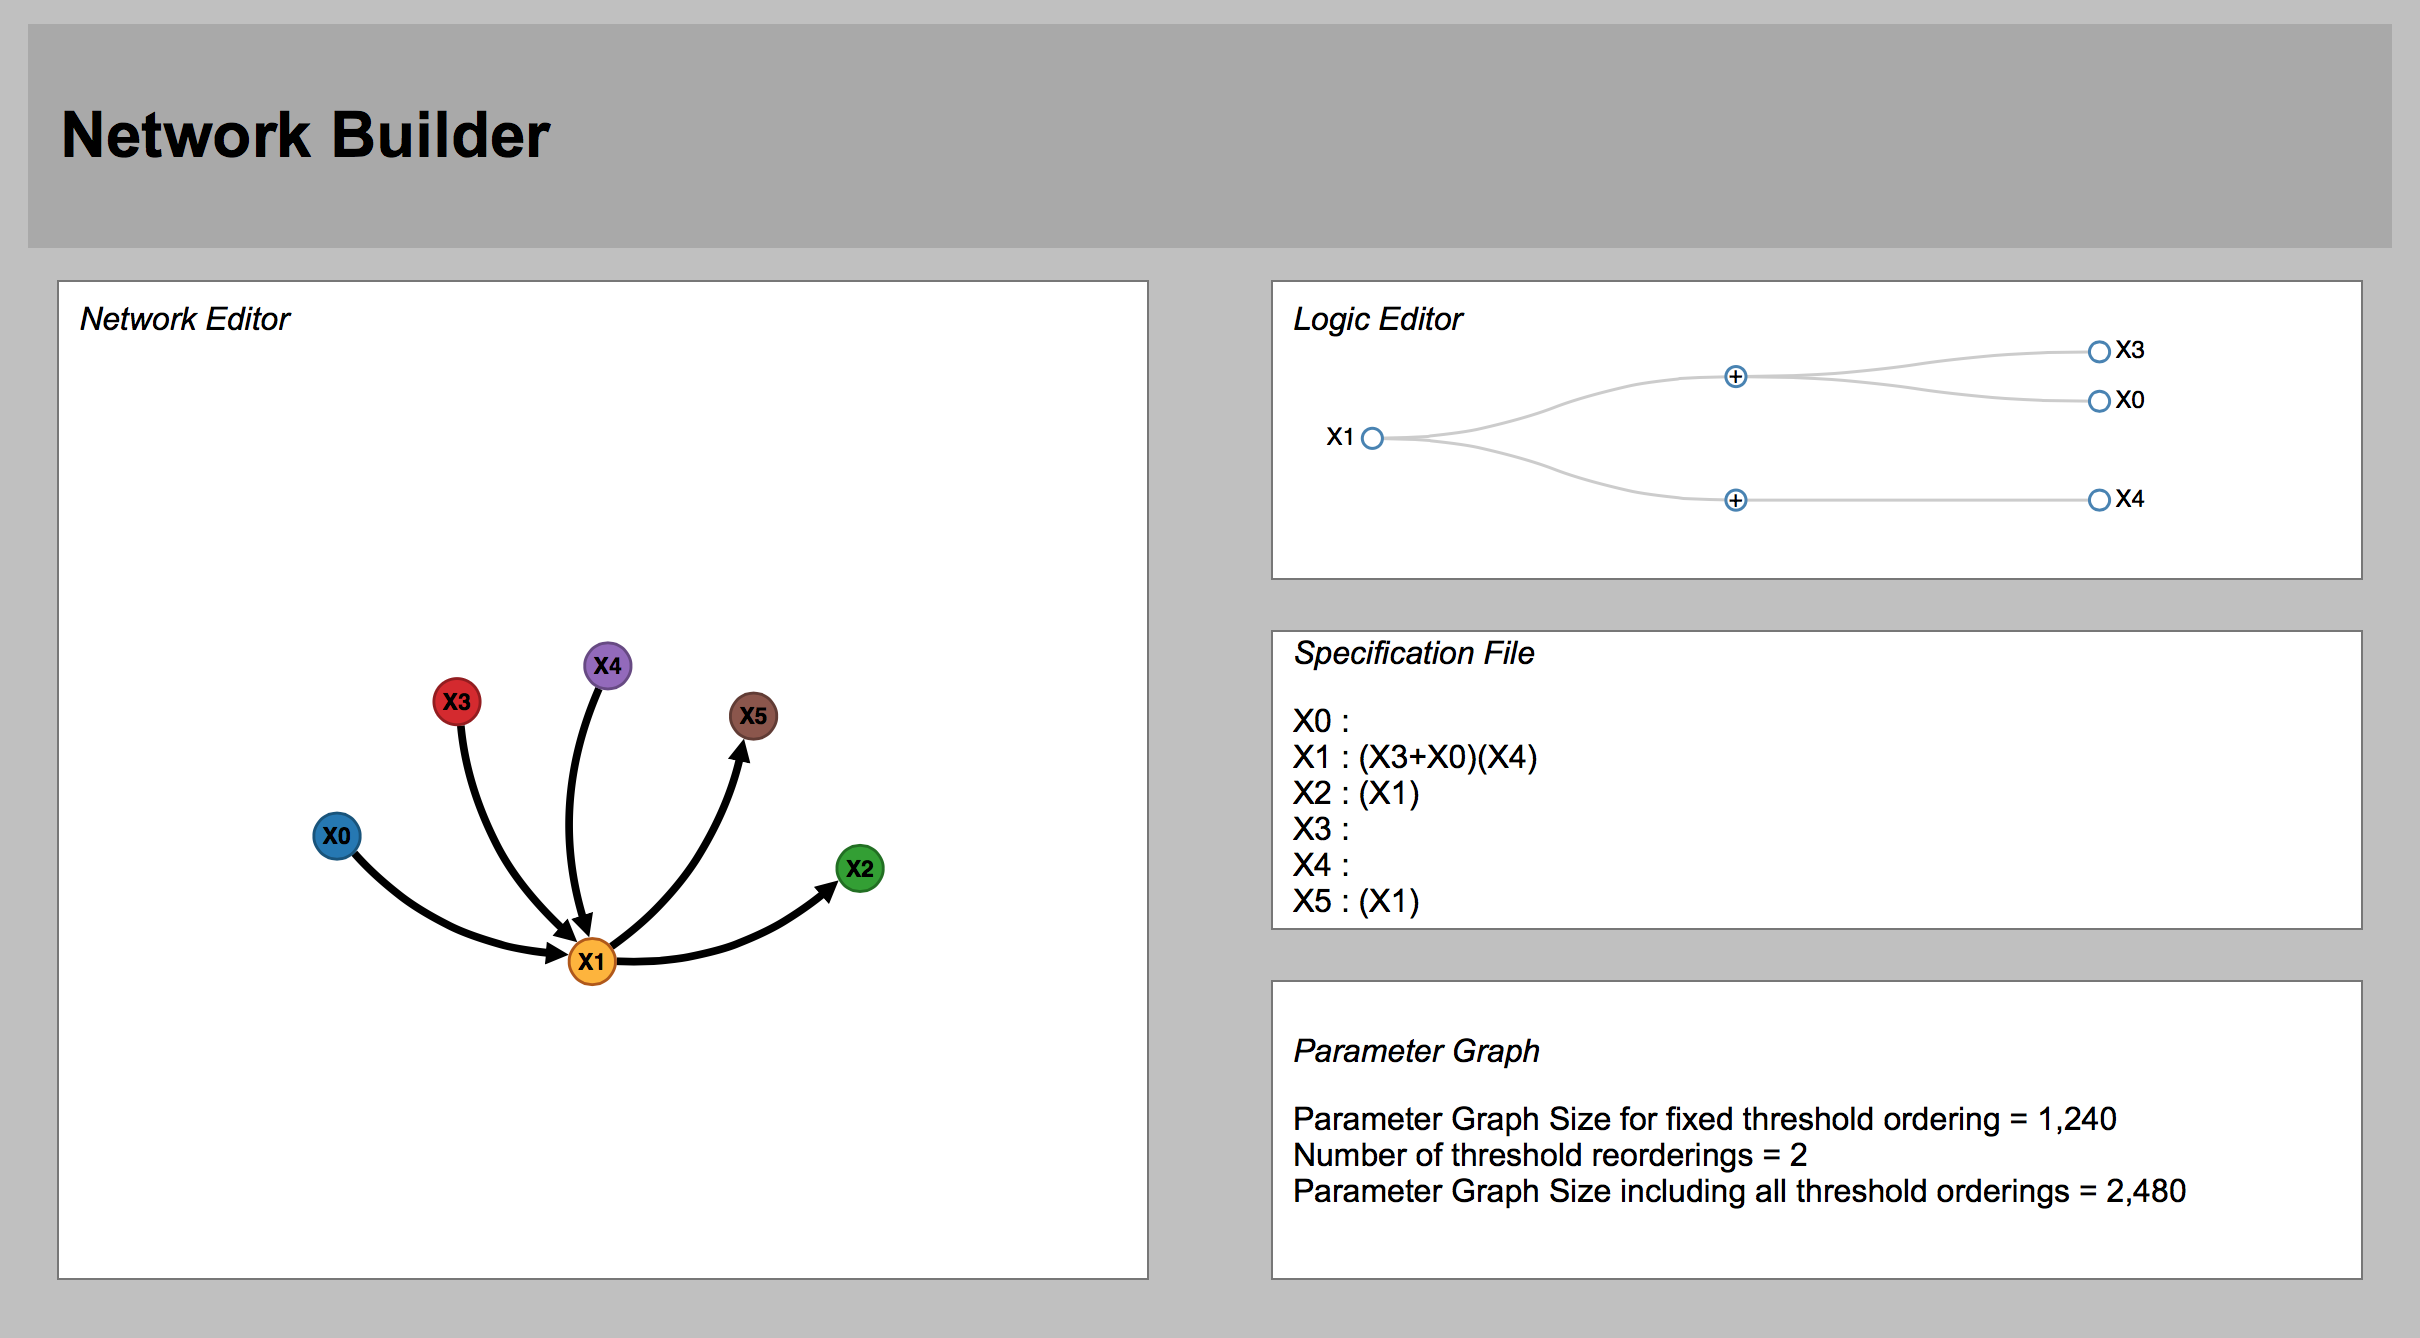 Network Builder
Network Editor
X4
X3
X5
X0
X2
X1
Logic Editor
X3
X0
X1
+
+
X4
Specification File
X0 :
X1 : (X3+X0)(X4)
X2 : (X1)
X3 :
X4 :
X5 : (X1)
Parameter Graph
Parameter Graph Size for fixed threshold ordering = 1,240
Number of threshold reorderings = 2
Parameter Graph Size including all threshold orderings = 2,480